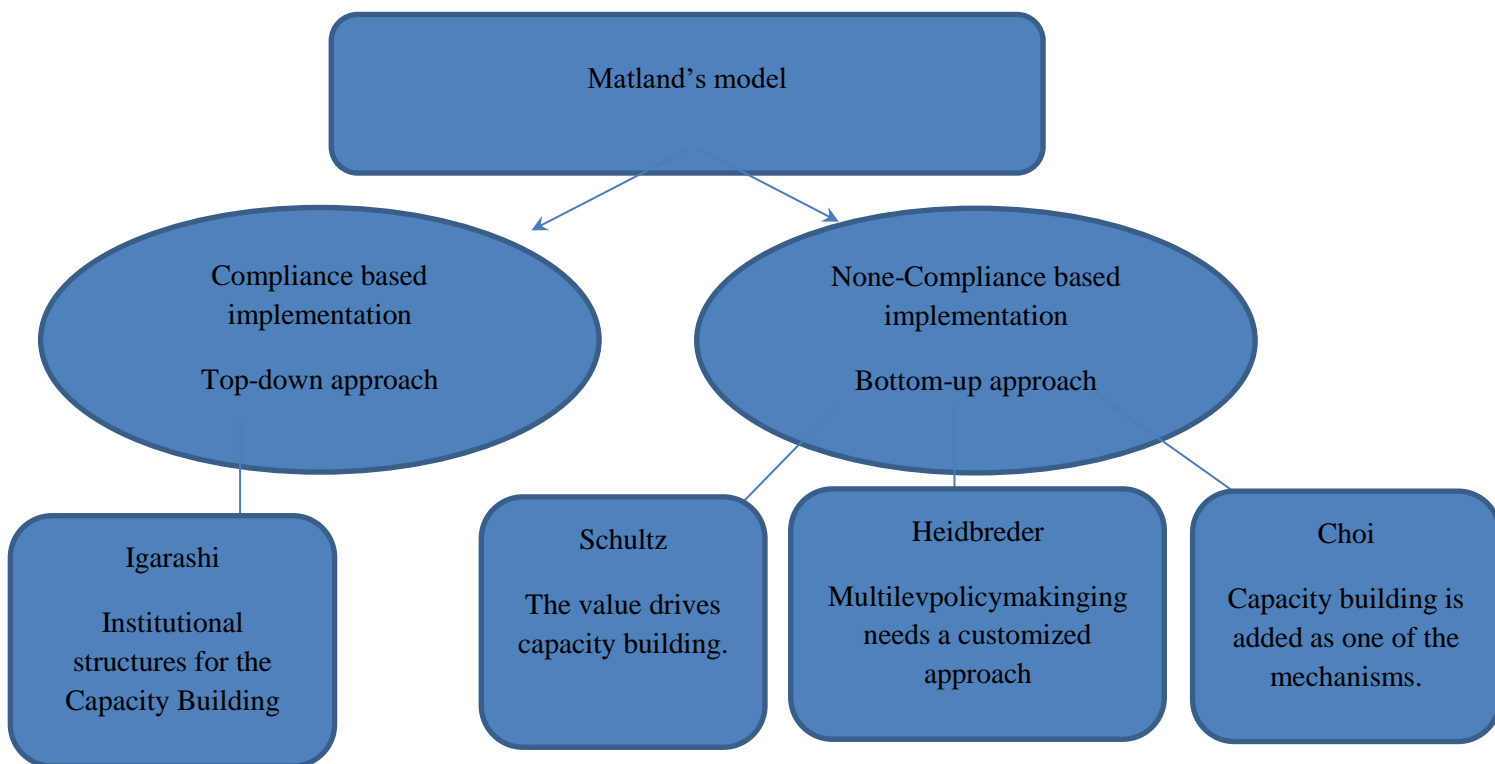 Matland’s model
Compliance based
implementation
Top-down approach
None-Compliance based
implementation
Bottom-up approach
Igarashi
Institutional
structures for the
Capacity Building
Schultz
The value drives
capacity building.
Heidbreder
Multilevpolicymakinging
needs a customized
approach
Choi
Capacity building is
added as one of the
mechanisms.